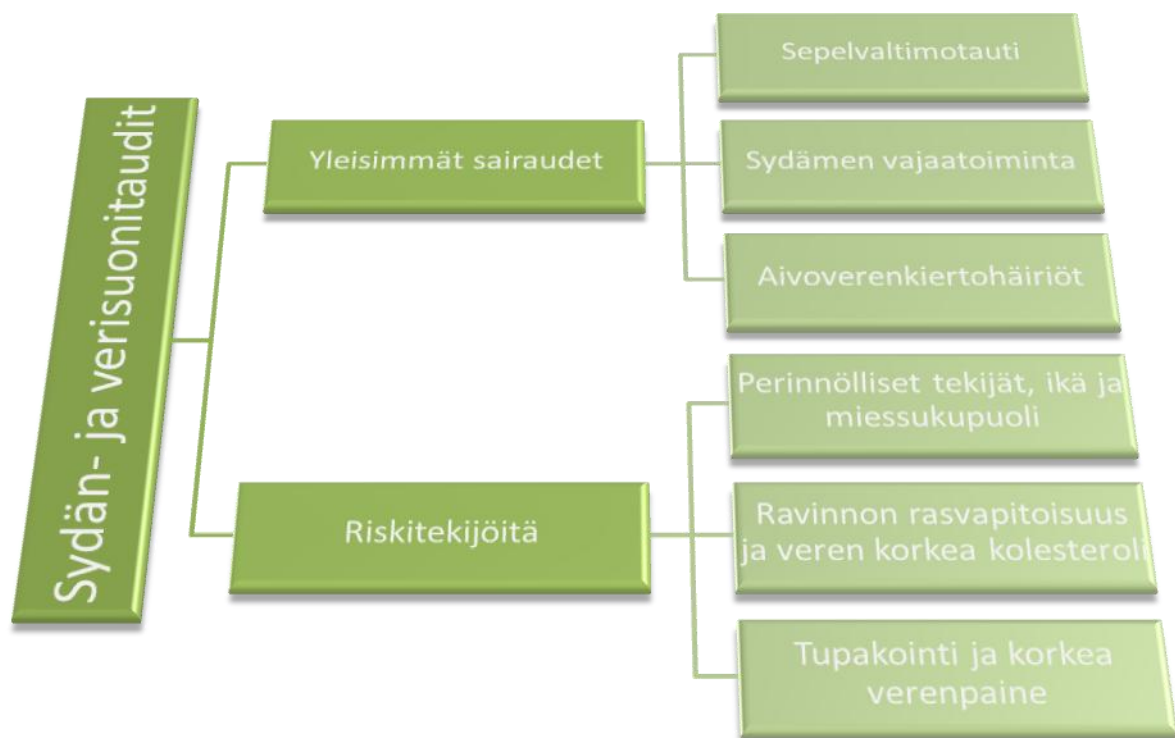 Sydän- ja verisuonitaudit
Yleisimmät sairaudet
Sepelvaltimotauti
Sydämen vajaatoiminta
Aivoverenkiertohäiriöt
Riskitekijöitä
Perinnölliset tekijät, ikä ja
miessukupuoli
Ravinnon rasvapitoisuus
ja veren korkea kolesteroli
Tupakointi ja korkea
verenpaine